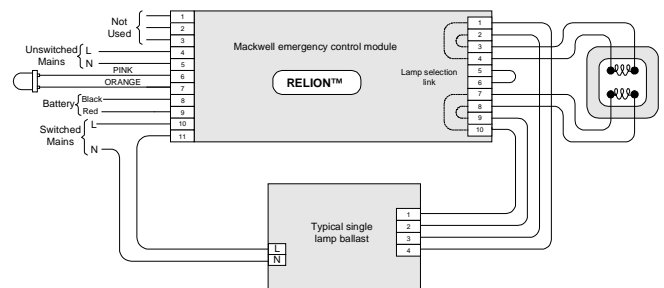 Not
Used
Unswitched
Mains
L
N
PINK
ORANGE
Battery
Black
Red
Switched
Mains
L
N
1
2
3
4
5
6
7
8
9
10
11
Mackwell emergency control module
RELION™
Lamp selection
link
1
2
3
4
5
6
7
8
9
10
Typical single
lamp ballast
L
N
1
2
3
4